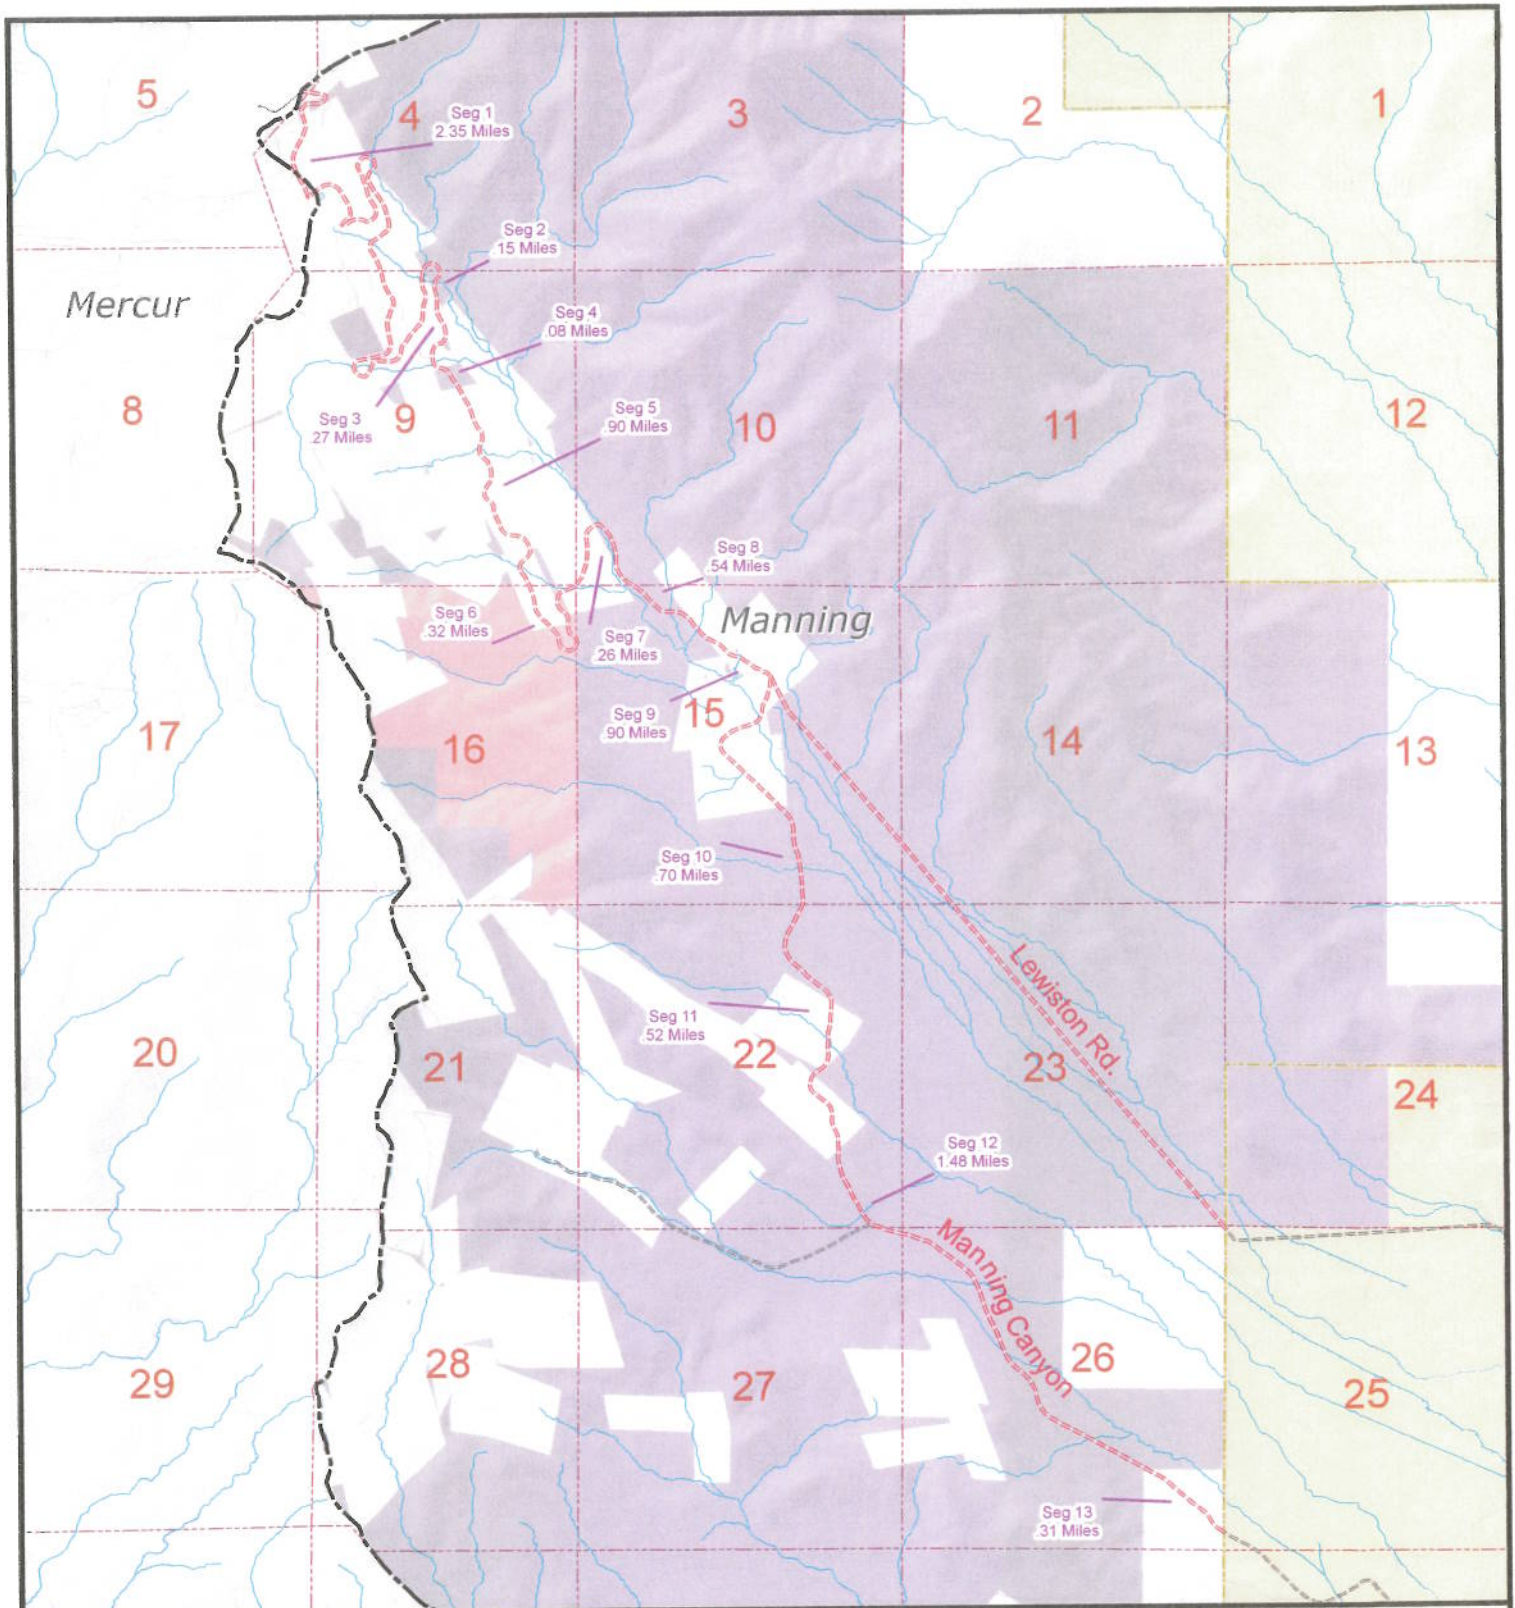 5
4
3
2
1
Seg 1
2.35 Miles
Seg 2
.15 Miles
Mercur
Seg 4
.08 Miles
8
Seg 3
.27 Miles
9
Seg 5
.90 Miles
10
11
12
Seg 8
.54 Miles
Seg 6
.32 Miles
Manning
Seg 7
.26 Miles
Seg 9
.90 Miles
15
17
16
14
13
Seg 10
.70 Miles
Lewiston Rd.
Seg 11
.52 Miles
20
21
22
23
24
Seg 12
1.48 Miles
Manning Canyon
29
28
27
26
25
Seg 13
.31 Miles